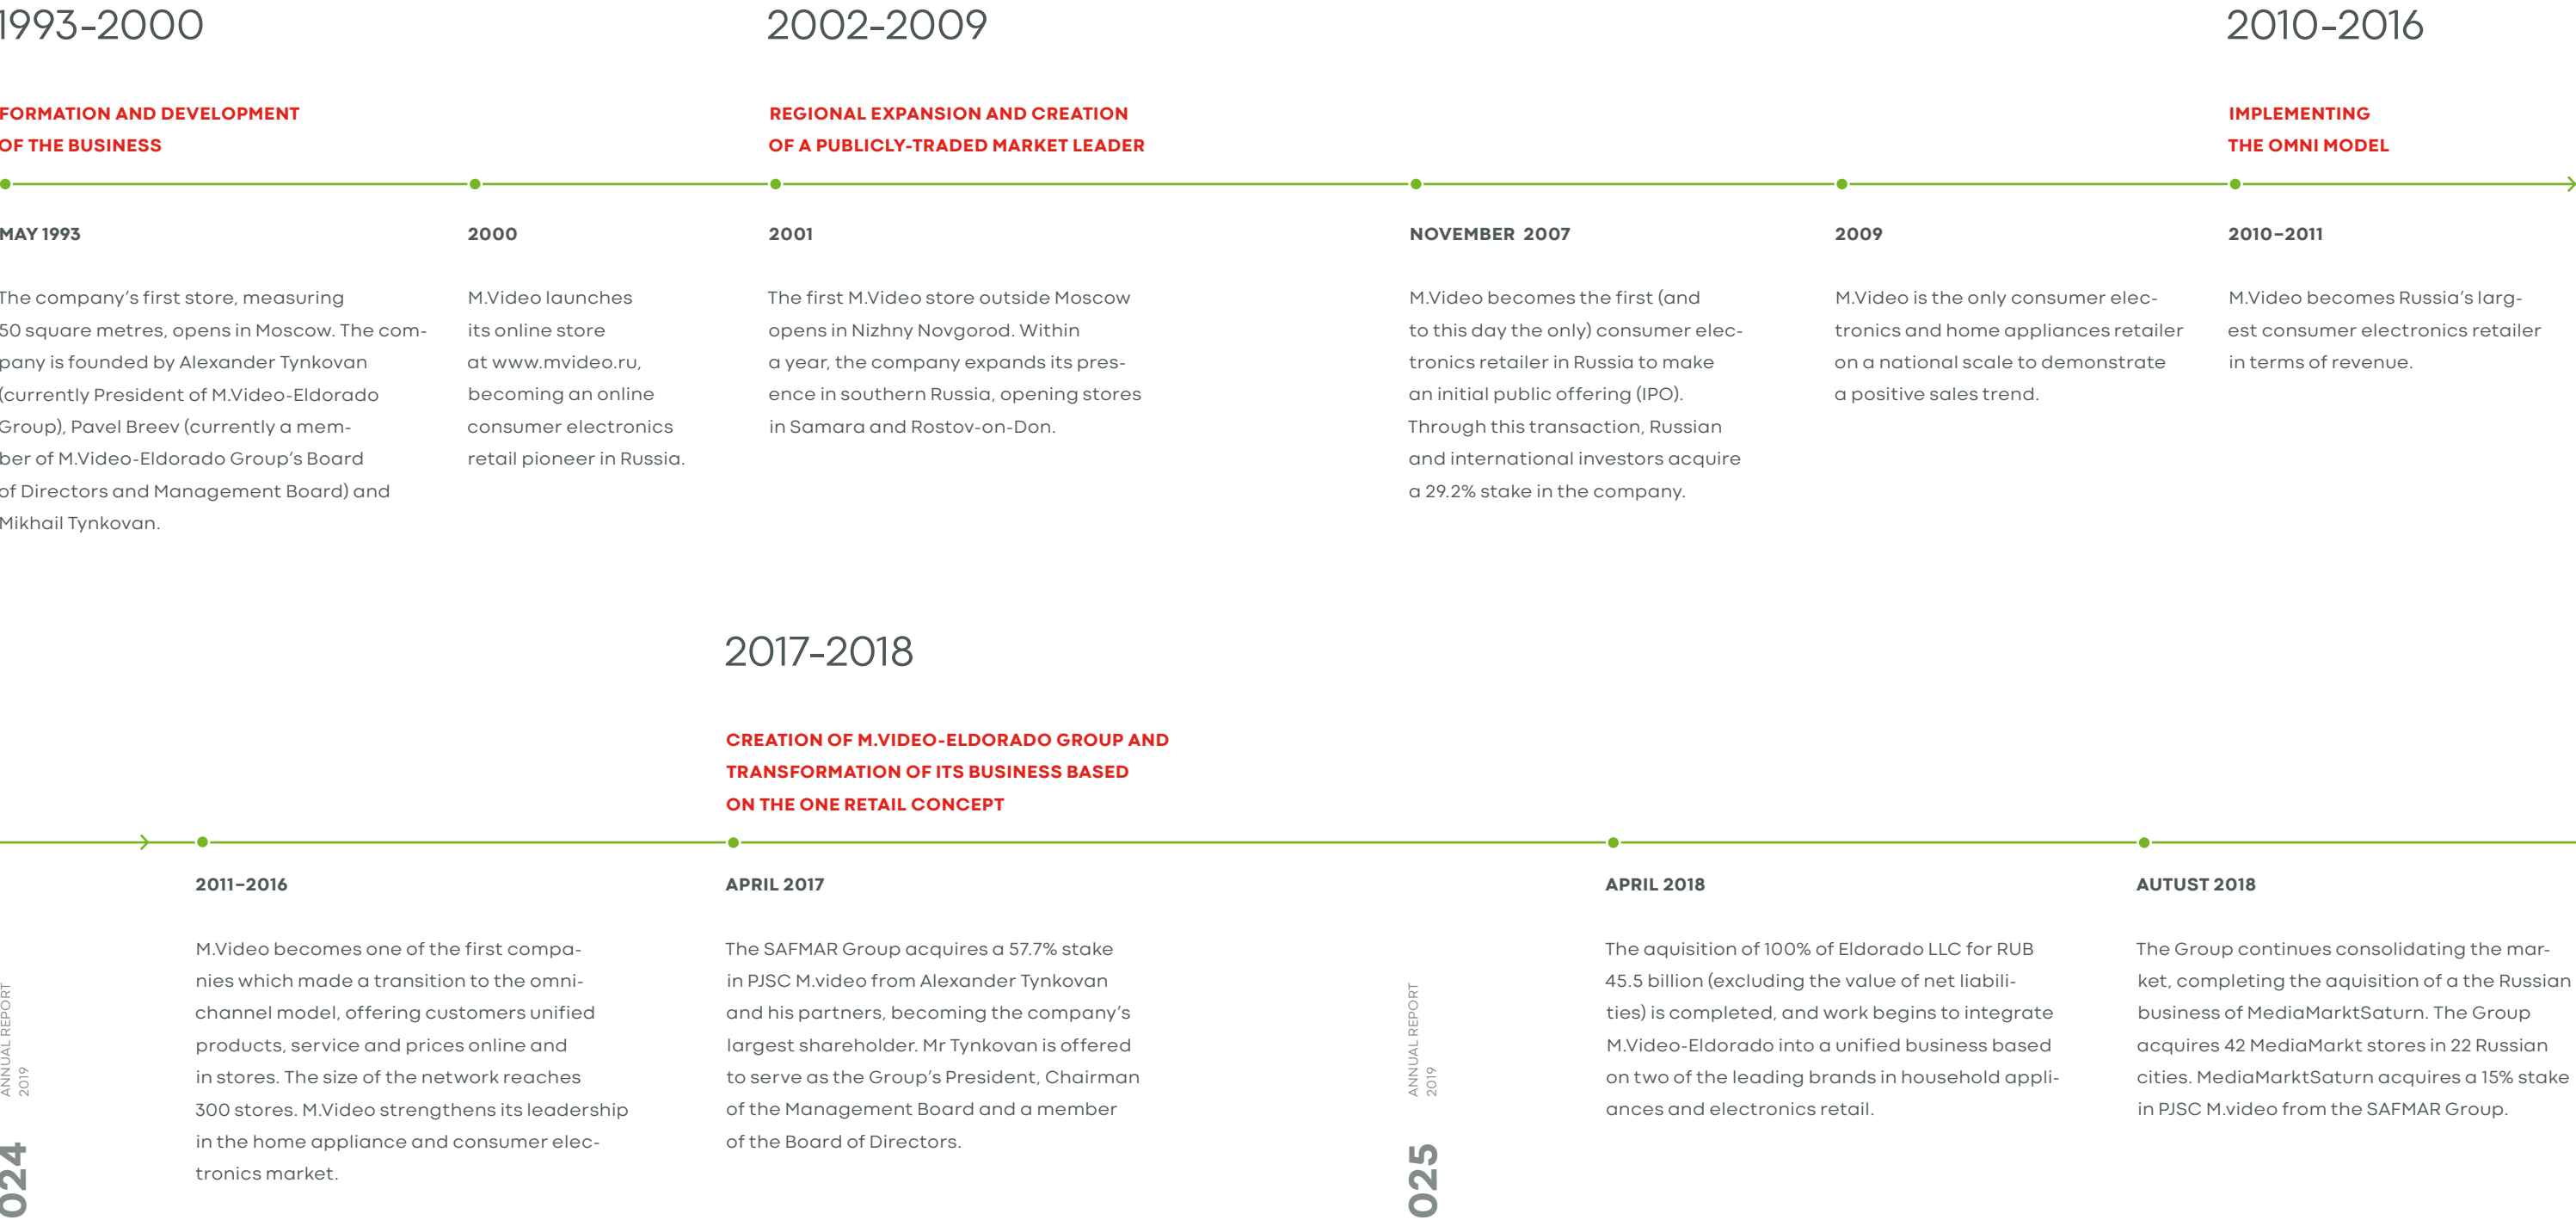 1993-2000
FORMATION AND DEVELOPMENT
OF THE BUSINESS
MAY 1993
The company's first store, measuring
50 square metres, opens in Moscow. The com-
pany is founded by Alexander Tynkovan
(currently President of M.Video-Eldorado
Group), Pavel Breev (currently a mem-
ber of M.Video-Eldorado Group's Board
of Directors and Management Board) and
Mikhail Tynkovan.
2000
M.Video launches
its online store
at www.mvideo.ru,
becoming an online
consumer electronics
retail pioneer in Russia.
2002-2009
REGIONAL EXPANSION AND CREATION
OF A PUBLICLY-TRADED MARKET LEADER
2001
The first M.Video store outside Moscow
opens in Nizhny Novgorod. Within
a year, the company expands its pres-
ence in southern Russia, opening stores
in Samara and Rostov-on-Don.
NOVEMBER 2007
M.Video becomes the first (and
to this day the only) consumer elec-
tronics retailer in Russia to make
an initial public offering (IPO).
Through this transaction, Russian
and international investors acquire
a 29.2% stake in the company.
2009
M.Video is the only consumer elec-
tronics and home appliances retailer
on a national scale to demonstrate
a positive sales trend.
2010-2016
IMPLEMENTING
THE OMNI MODEL
2010–2011
M.Video becomes Russia's larg-
est consumer electronics retailer
in terms of revenue.
2011–2016
M.Video becomes one of the first compa-
nies which made a transition to the omni-
channel model, offering customers unified
products, service and prices online and
in stores. The size of the network reaches
300 stores. M.Video strengthens its leadership
in the home appliance and consumer elec-
tronics market.
2017-2018
CREATION OF M.VIDEO-ELDORADO GROUP AND
TRANSFORMATION OF ITS BUSINESS BASED
ON THE ONE RETAIL CONCEPT
APRIL 2017
The SAFMAR Group acquires a 57.7% stake
in PJSC M.video from Alexander Tynkovan
and his partners, becoming the company's
largest shareholder. Mr Tynkovan is offered
to serve as the Group's President, Chairman
of the Management Board and a member
of the Board of Directors.
APRIL 2018
The aquisition of 100% of Eldorado LLC for RUB
45.5 billion (excluding the value of net liabili-
ties) is completed, and work begins to integrate
M.Video-Eldorado into a unified business based
on two of the leading brands in household appli-
ances and electronics retail.
AUTUST 2018
The Group continues consolidating the mar-
ket, completing the aquisition of a the Russian
business of MediaMarktSaturn. The Group
acquires 42 MediaMarkt stores in 22 Russian
cities. MediaMarktSaturn acquires a 15% stake
in PJSC M.video from the SAFMAR Group.
ANNUAL REPORT
2019
024
ANNUAL REPORT
2019
025